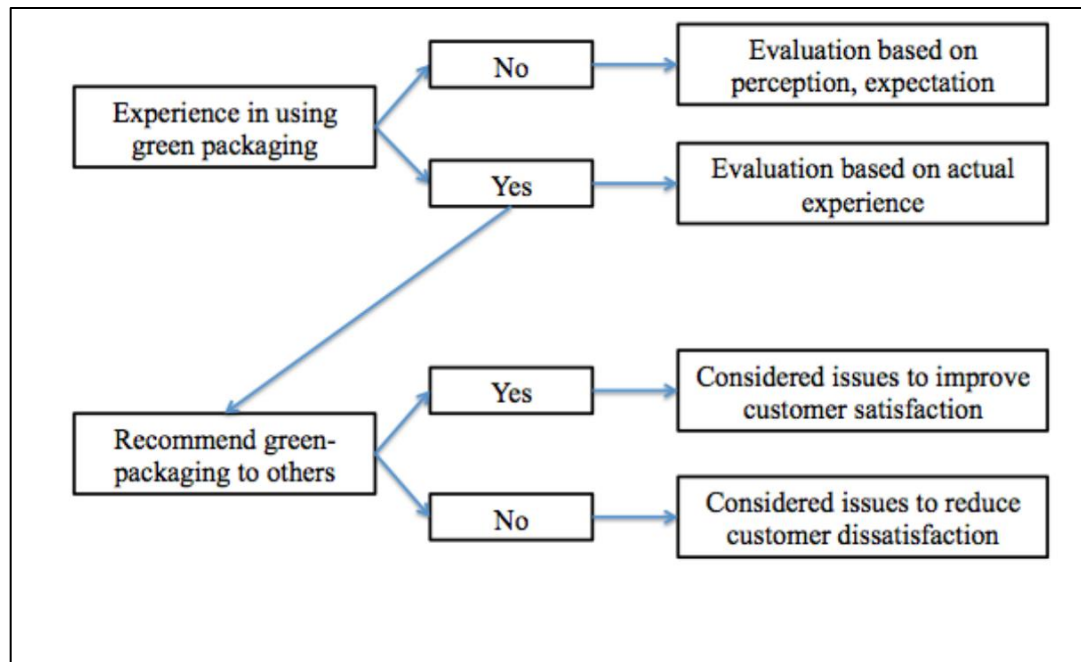 Experience in using
green packaging
No
Evaluation based on
perception, expectation
Yes
Evaluation based on actual
experience
Recommend green-
packaging to others
Yes
Considered issues to improve
customer satisfaction
No
Considered issues to reduce
customer dissatisfaction